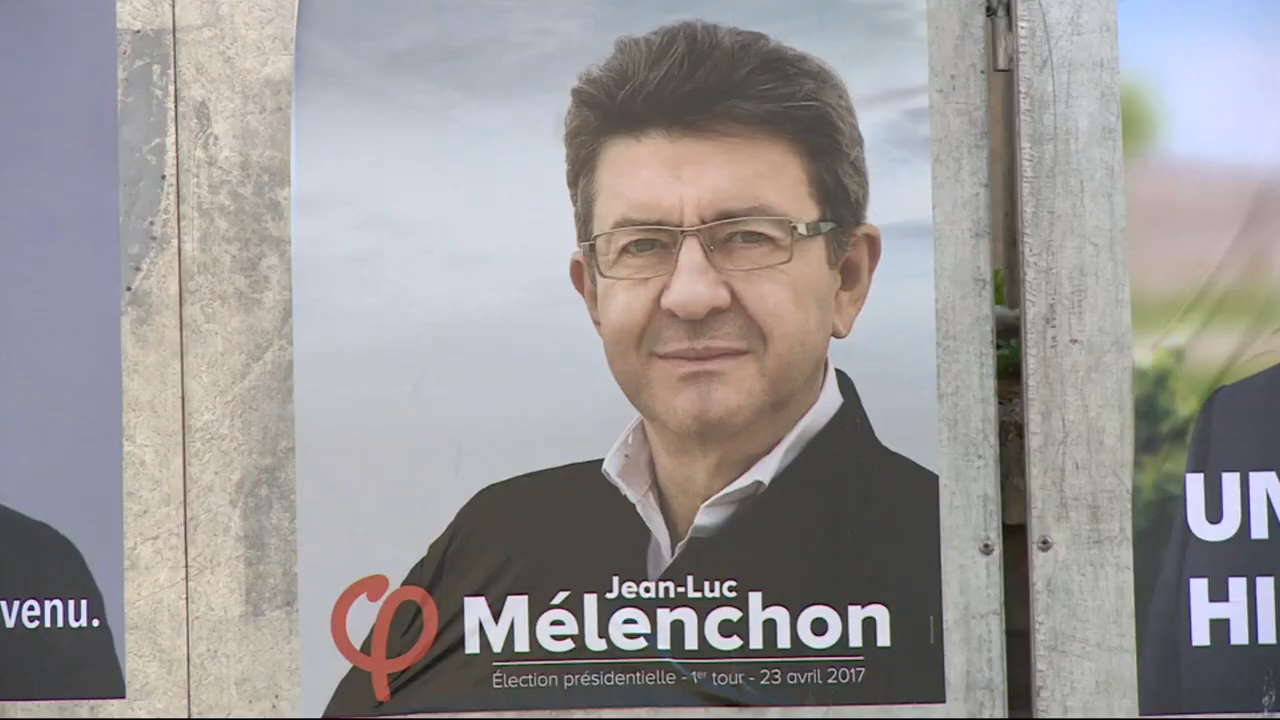 venu.
Jean-Luc
Mélenchon
Élection présidentielle - 1er tour - 23 avril 2017
UN
HI